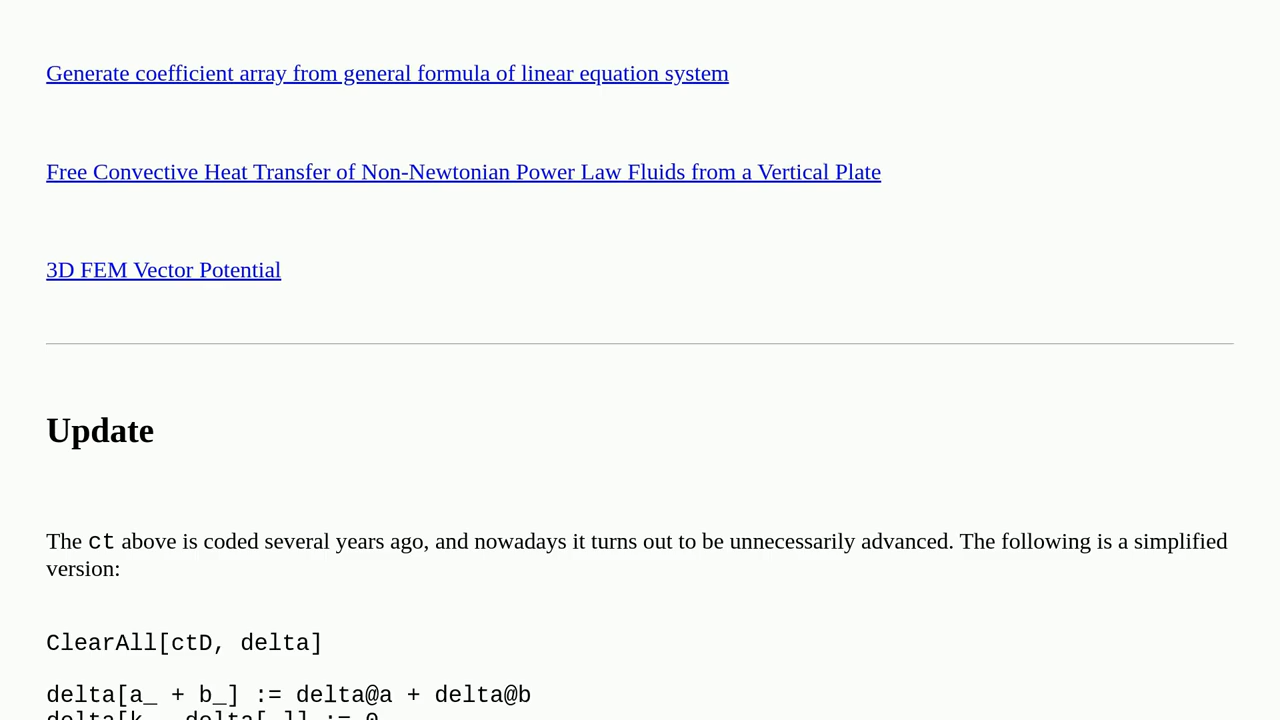 Generate coefficient array from general formula of linear equation system
Free Convective Heat Transfer of Non-Newtonian Power Law Fluids from a Vertical Plate
3D FEM Vector Potential
Update
The ct above is coded several years ago, and nowadays it turns out to be unnecessarily advanced. The following is a simplified
version:
ClearAll[ctD, delta]
delta[a_ + b_] := delta@a + delta@b